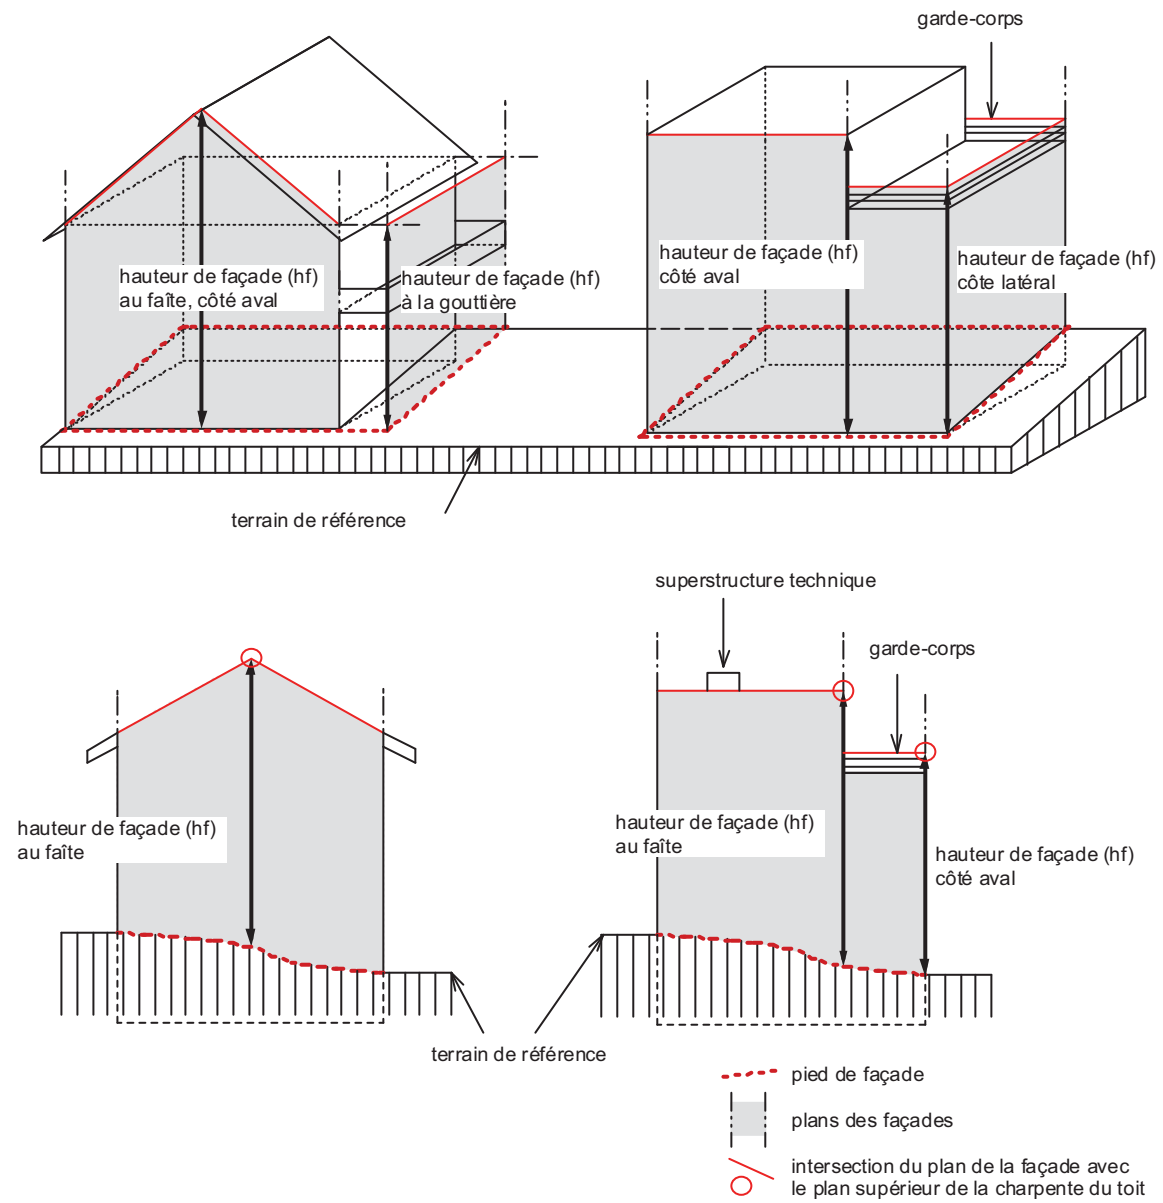 garde-corps
hauteur de façade (hf)
au faîte, côté aval
hauteur de façade (hf)
à la gouttière
hauteur de façade (hf)
côté aval
hauteur de façade (hf)
côte latéral
terrain de référence
superstructure technique
garde-corps
hauteur de façade (hf)
au faîte
hauteur de façade (hf)
au faîte
hauteur de façade (hf)
côté aval
terrain de référence
pied de façade
plans des façades
intersection du plan de la façade avec
le plan supérieur de la charpente du toit